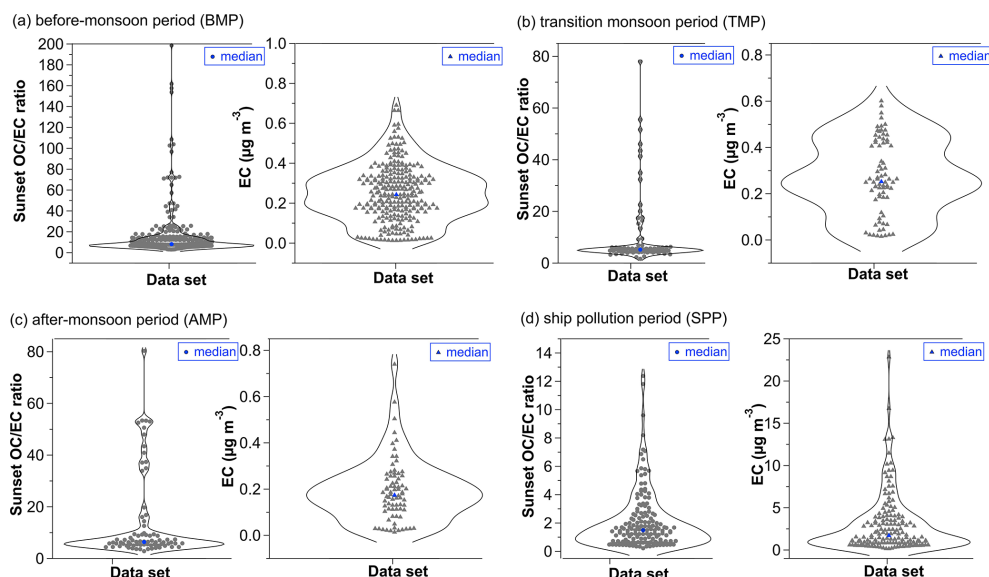 (a) before-monsoon period (BMP)
200
180
160
140
120
100
80
60
40
20
10
0
Sunset OC/EC ratio
median
Data set
1.0
0.8
0.6
0.4
0.2
0.0
EC (μg m⁻³)
median
Data set
(b) transition monsoon period (TMP)
80
60
40
20
0
Sunset OC/EC ratio
median
Data set
0.8
0.6
0.4
0.2
0.0
EC (μg m⁻³)
median
Data set
(c) after-monsoon period (AMP)
80
60
40
20
0
Sunset OC/EC ratio
median
Data set
0.8
0.6
0.4
0.2
0.0
EC (μg m⁻³)
median
Data set
(d) ship pollution period (SPP)
14
12
10
8
6
4
2
0
Sunset OC/EC ratio
median
Data set
25
20
15
10
5
0
EC (μg m⁻³)
median
Data set